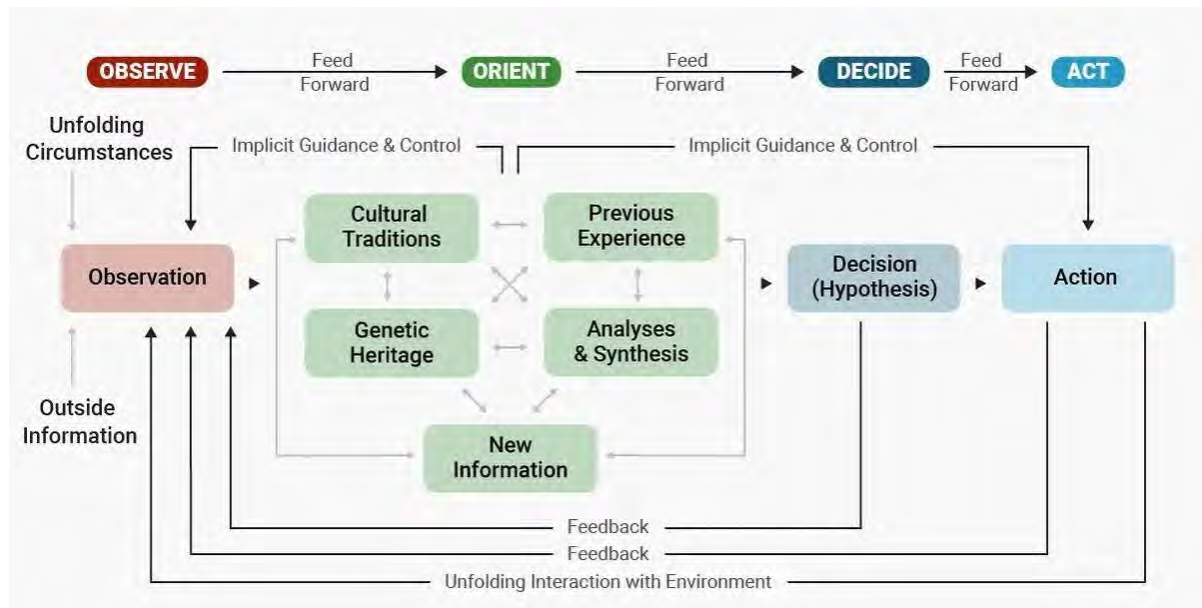 OBSERVE
Feed
Forward
ORIENT
Feed
Forward
DECIDE
Feed
Forward
ACT
Unfolding
Circumstances
Implicit Guidance & Control
Implicit Guidance & Control
Cultural
Traditions
Previous
Experience
Observation
Decision
(Hypothesis)
Action
Genetic
Heritage
Analyses
& Synthesis
Outside
Information
New
Information
Feedback
Feedback
Unfolding Interaction with Environment